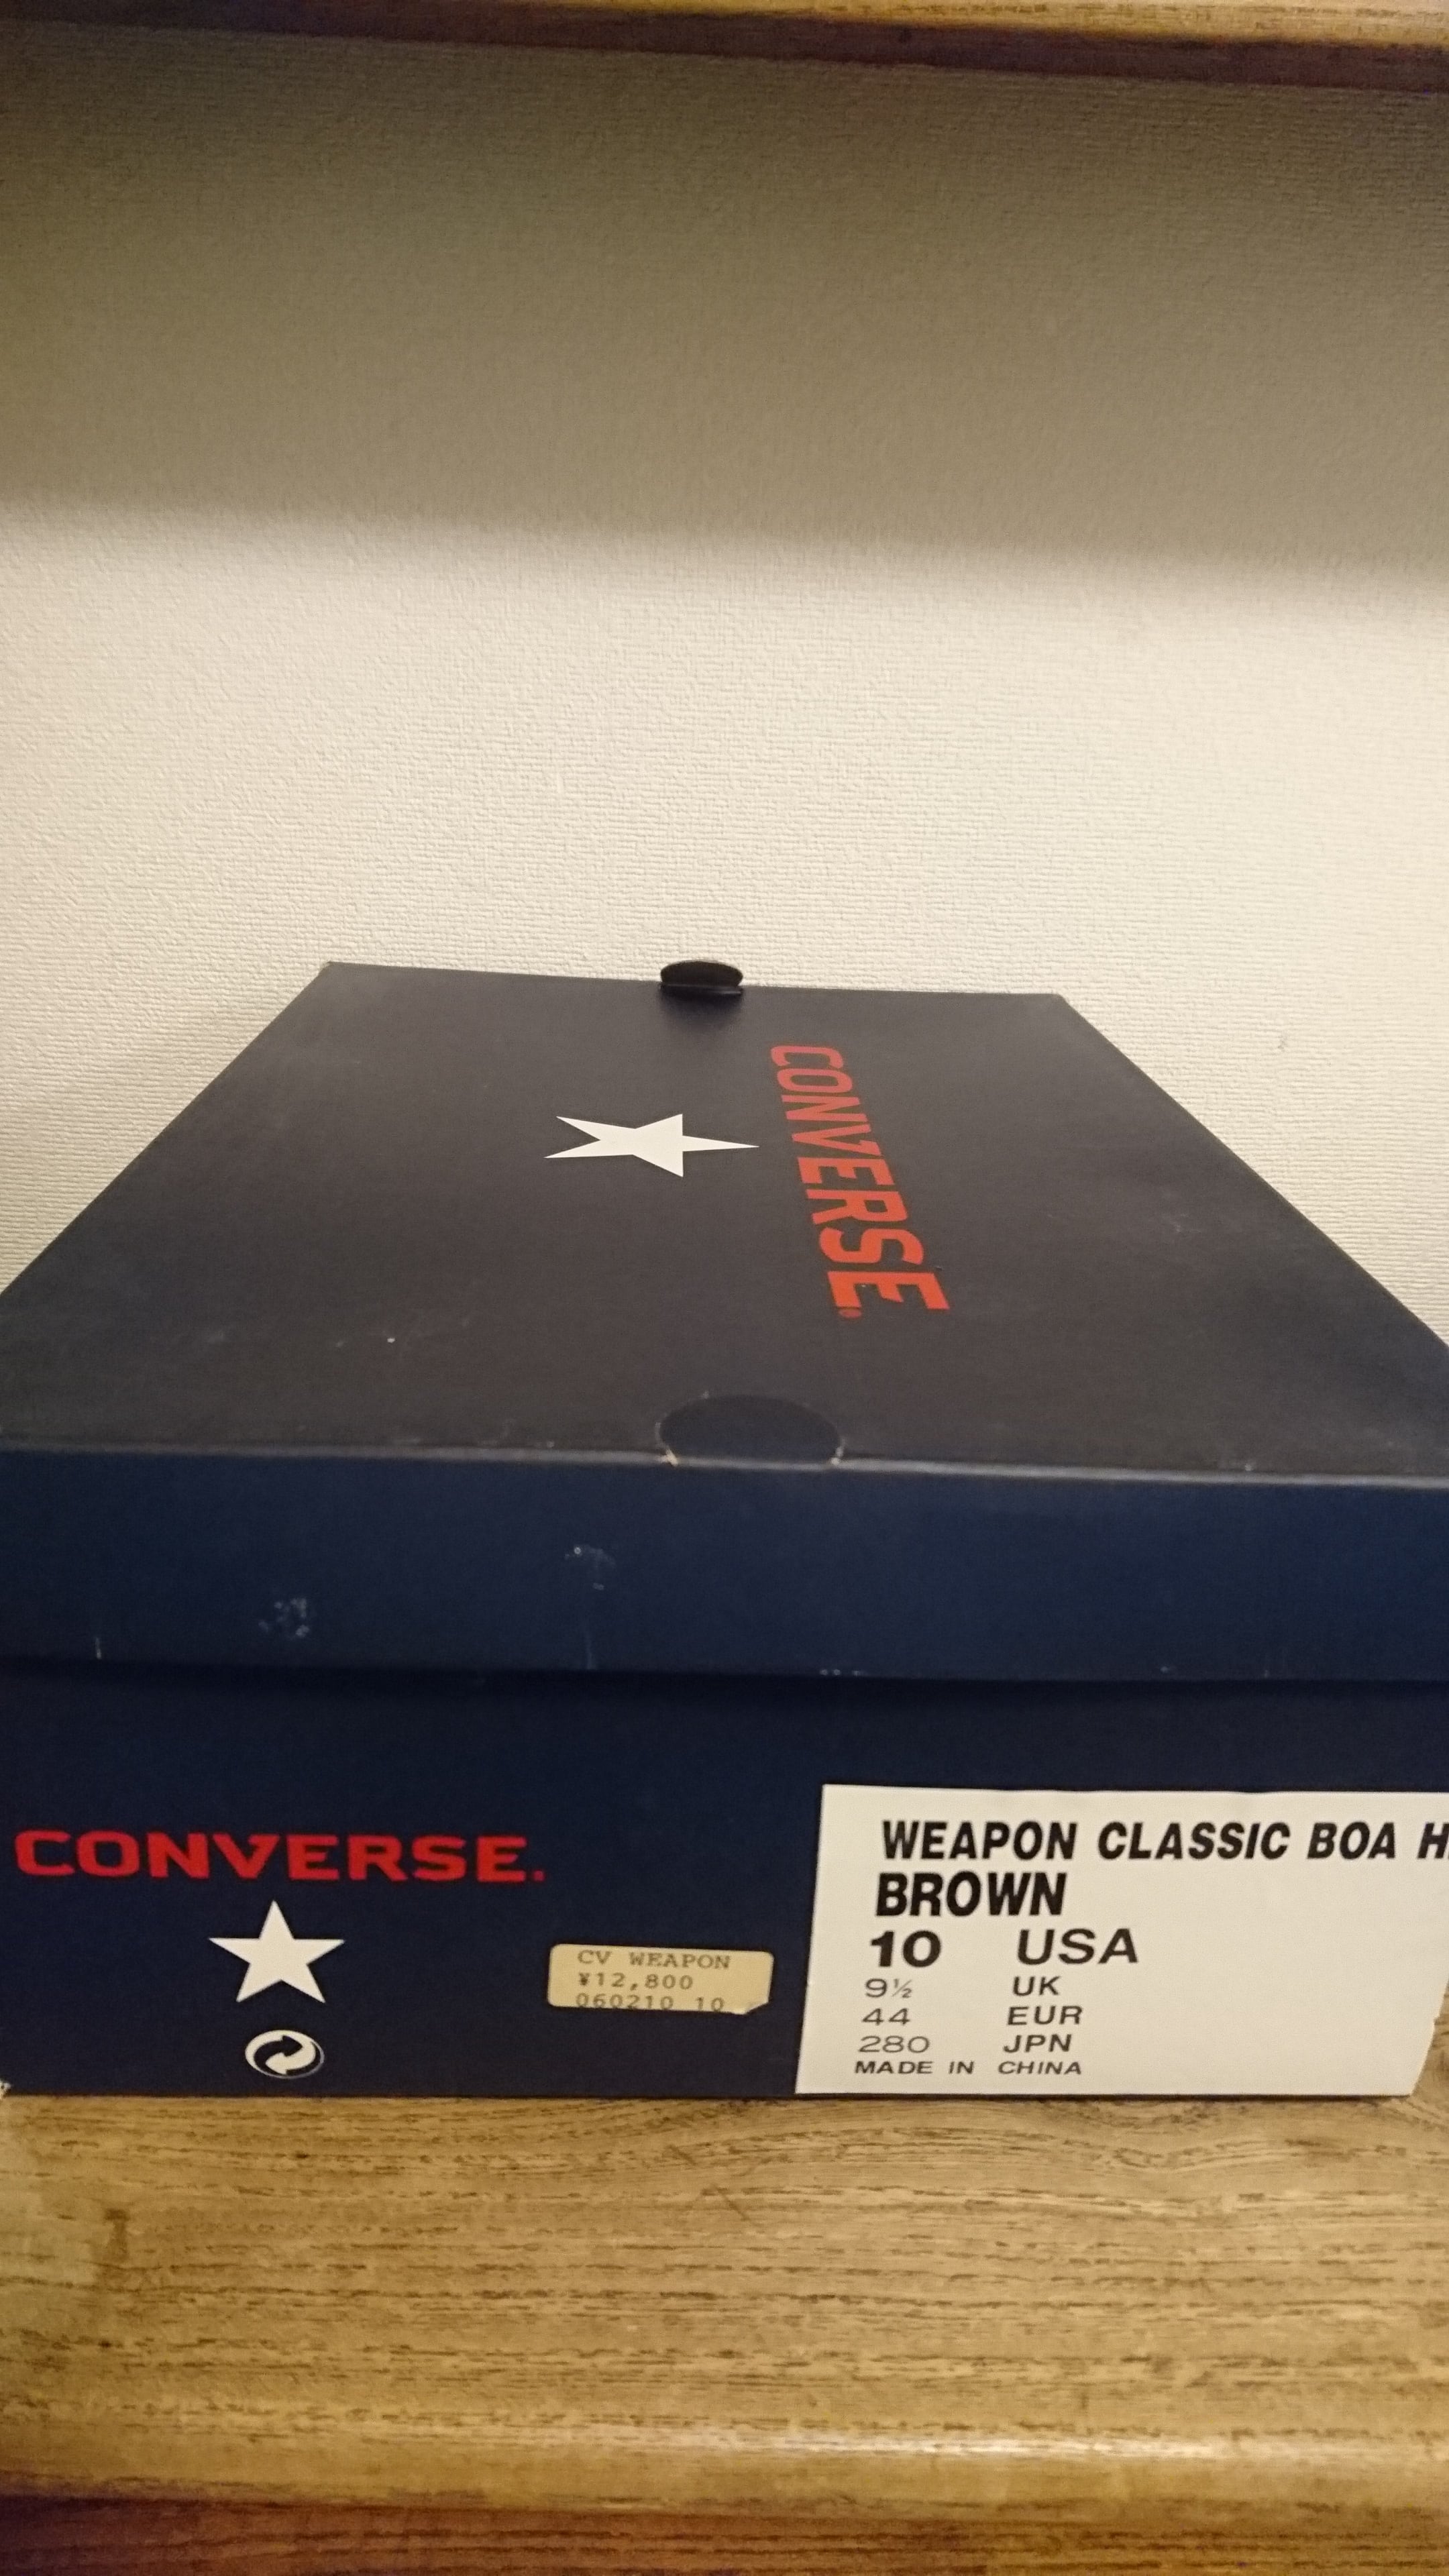 CONVERSE®
CONVERSE.
CV WEAPON
¥12,800
060210 10
WEAPON CLASSIC BOA
BROWN
10 USA
9½ UK
44 EUR
280 JPN
MADE IN CHINA